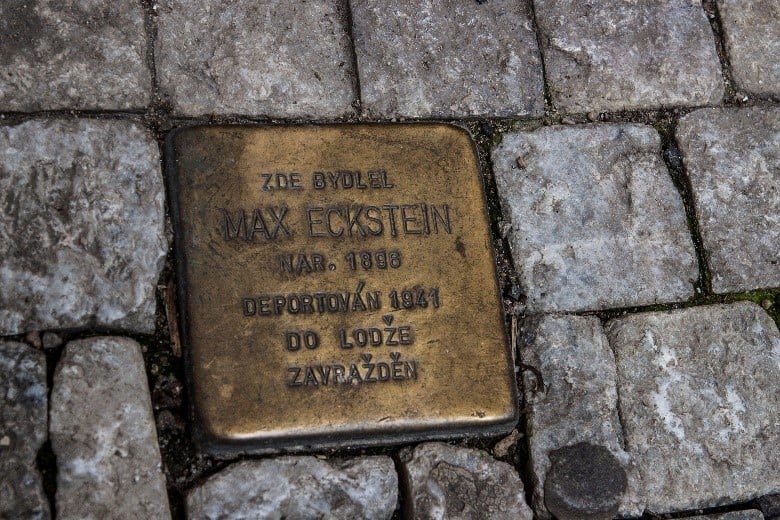 ZDE BYDLEL
MAX ECKSTEIN
NAR. 1896
DEPORTOVÁN 1941
DO LODŽE
ZAVRAŽDĚN